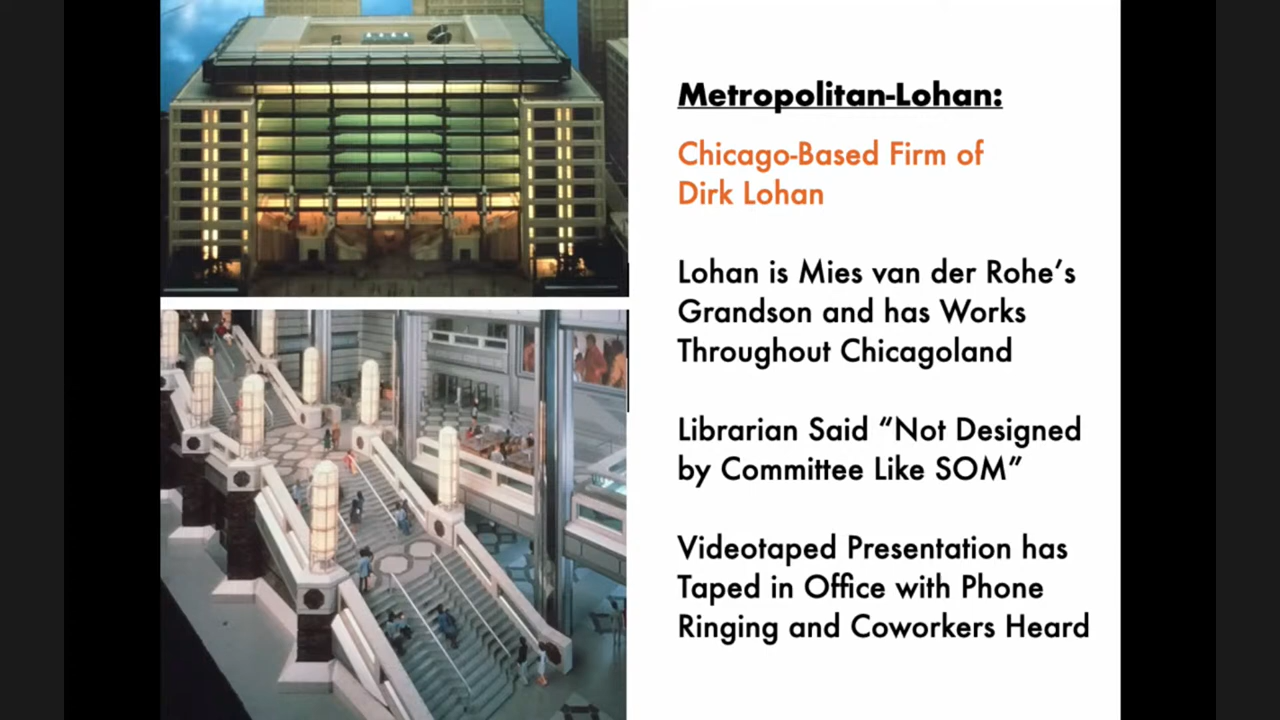 Metropolitan-Lohan:
Chicago-Based Firm of
Dirk Lohan
Lohan is Mies van der Rohe’s
Grandson and has Works
Throughout Chicagoland
Librarian Said “Not Designed
by Committee Like SOM”
Videotaped Presentation has
Taped in Office with Phone
Ringing and Coworkers Heard